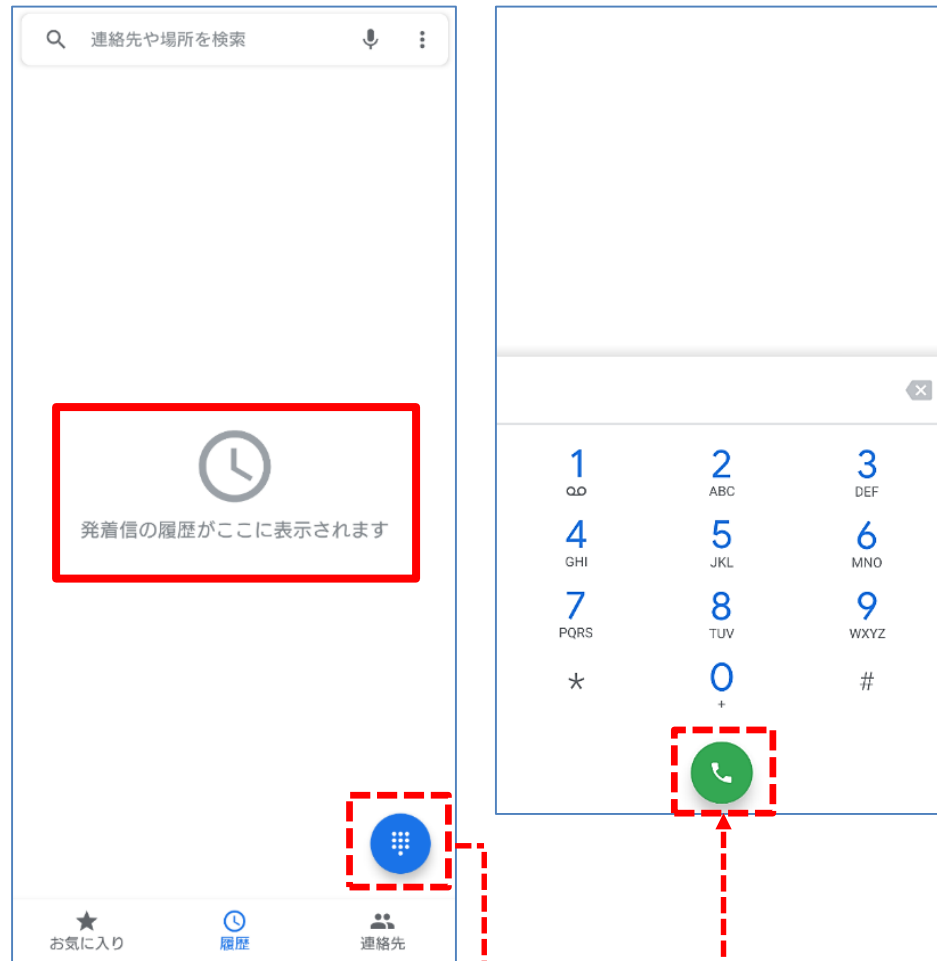 連絡先や場所を検索
発着信の履歴がここに表示されます
お気に入り
履歴
連絡先
1
2
ABC
3
DEF
4
GHI
5
JKL
6
MNO
7
PQRS
8
TUV
9
WXYZ
*
0
+
#